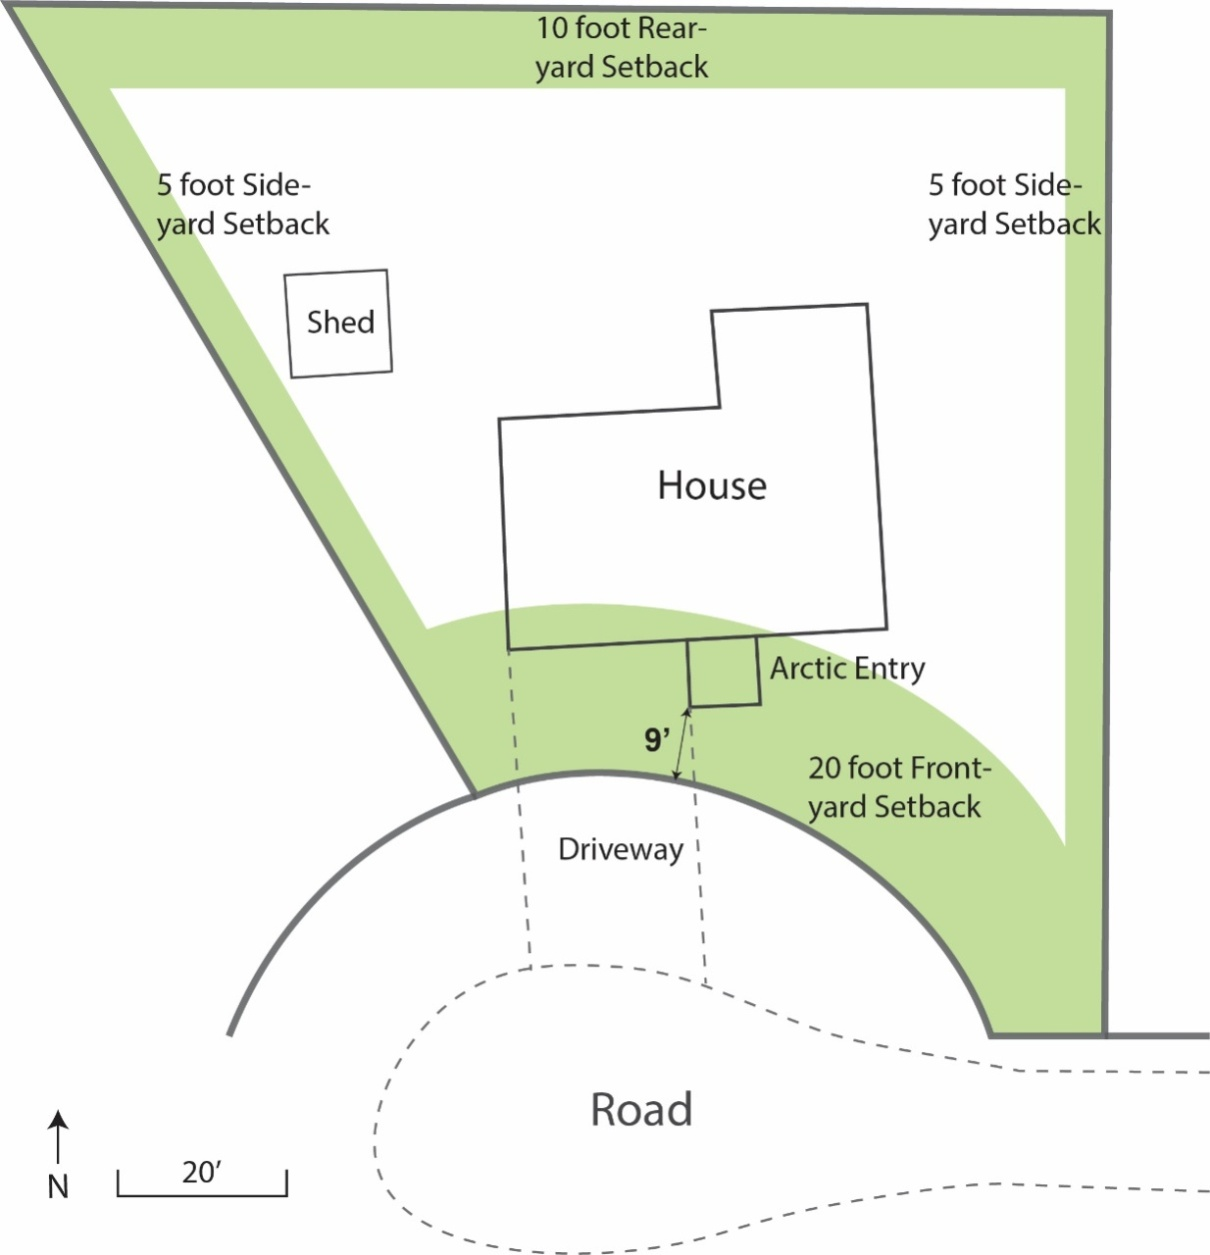 10 foot Rear-
yard Setback
5 foot Side-
yard Setback
5 foot Side-
yard Setback
Shed
House
Arctic Entry
9’
20 foot Front-
yard Setback
Driveway
Road
N
20’